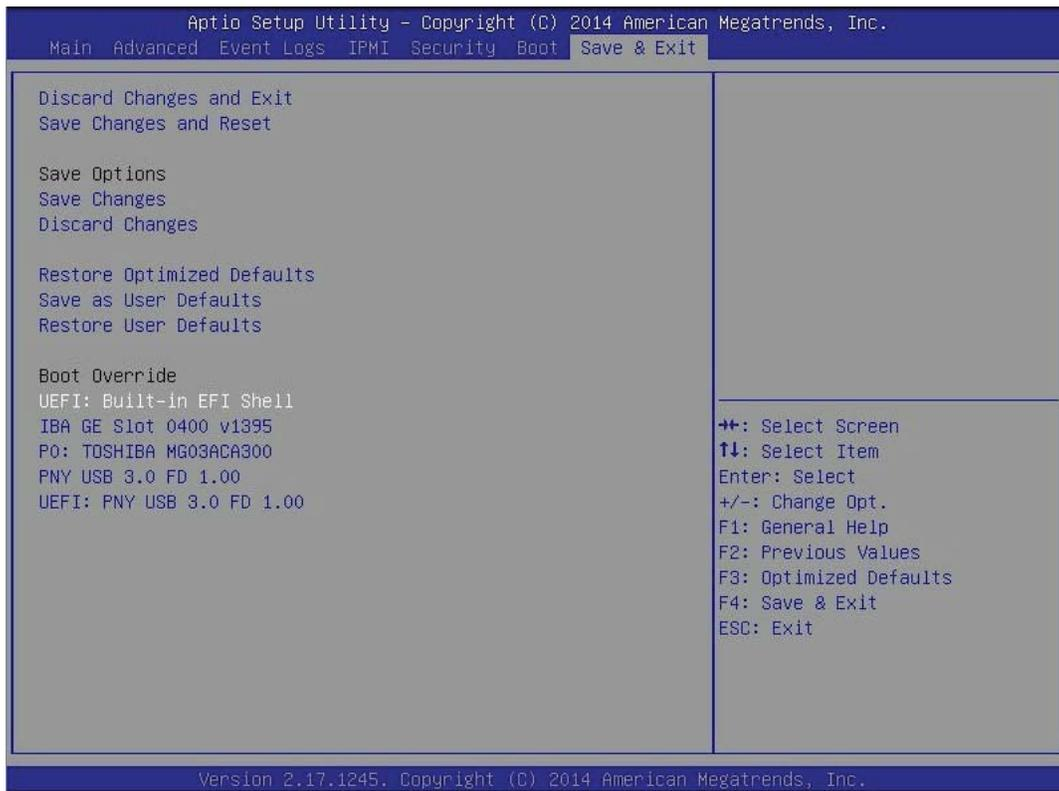 Aptio Setup Utility – Copyright (C) 2014 American Megatrends, Inc.
Main Advanced Event Logs IPMI Security Boot Save & Exit
Discard Changes and Exit
Save Changes and Reset
Save Options
Save Changes
Discard Changes
Restore Optimized Defaults
Save as User Defaults
Restore User Defaults
Boot Override
UEFI: Built-in EFI Shell
IBA GE Slot 0400 v1395
P0: TOSHIBA MG03ACA300
PNY USB 3.0 FD 1.00
UEFI: PNY USB 3.0 FD 1.00
→←: Select Screen
↑↓: Select Item
Enter: Select
+/-: Change Opt.
F1: General Help
F2: Previous Values
F3: Optimized Defaults
F4: Save & Exit
ESC: Exit
Version 2.17.1245. Copyright (C) 2014 American Megatrends, Inc.